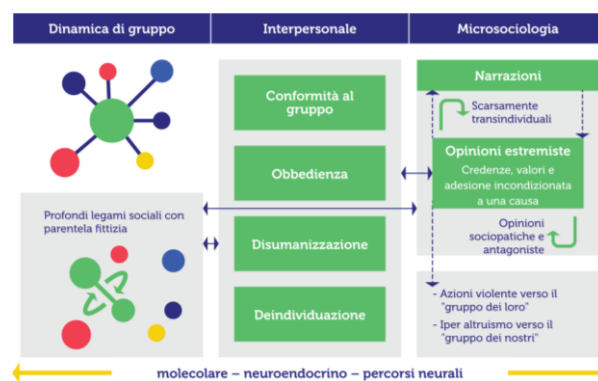 Dinamica di gruppo
Interpersonale
Microsociologia
Profondi legami sociali con
parentela fittizia
Conformità al
gruppo
Obbedienza
Disumanizzazione
Deindividuazione
Narrazioni
Scarsamente
transindividuali
Opinioni estremiste
Credenze, valori e
adesione incondizionata
a una causa
Opinioni
sociopatiche e
antagoniste
- Azioni violente verso il
"gruppo dei loro"
- Iper altruismo verso il
"gruppo dei nostri"
molecolare – neuroendocrino – percorsi neurali